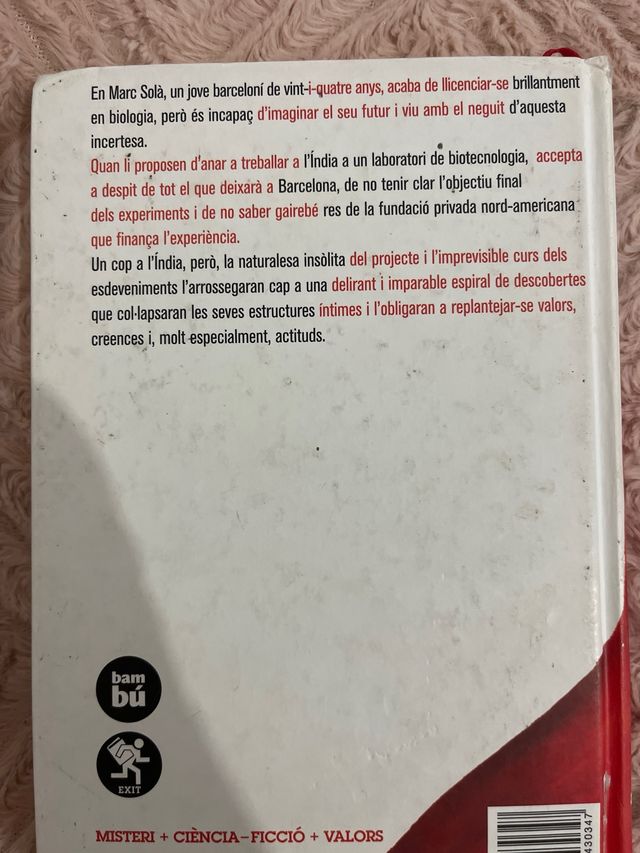 En Marc Solà, un jove barceloní de vint-i-quatre anys, acaba de llicenciar-se brillantment
en biologia, però és incapaç d'imaginar el seu futur i viu amb el neguit d'aquesta
incertesa.
Quan li proposen d'anar a treballar a l'Índia a un laboratori de biotecnologia, accepta
a despit de tot el que deixarà a Barcelona, de no tenir clar l'objectiu final
dels experiments i de no saber gairebé res de la fundació privada nord-americana
que finança l'experiència.
Un cop a l'Índia, però, la naturalesa insòlita del projecte i l'imprevisible curs dels
esdeveniments l'arrossegaran cap a una delirant i imparable espiral de descobertes
que col·lapsaran les seves estructures íntimes i l'obligaran a replantejar-se valors,
creences i, molt especialment, actituds.
bam
bú
EXIT
MISTERI + CIÈNCIA-FICCIÓ + VALORS
430347